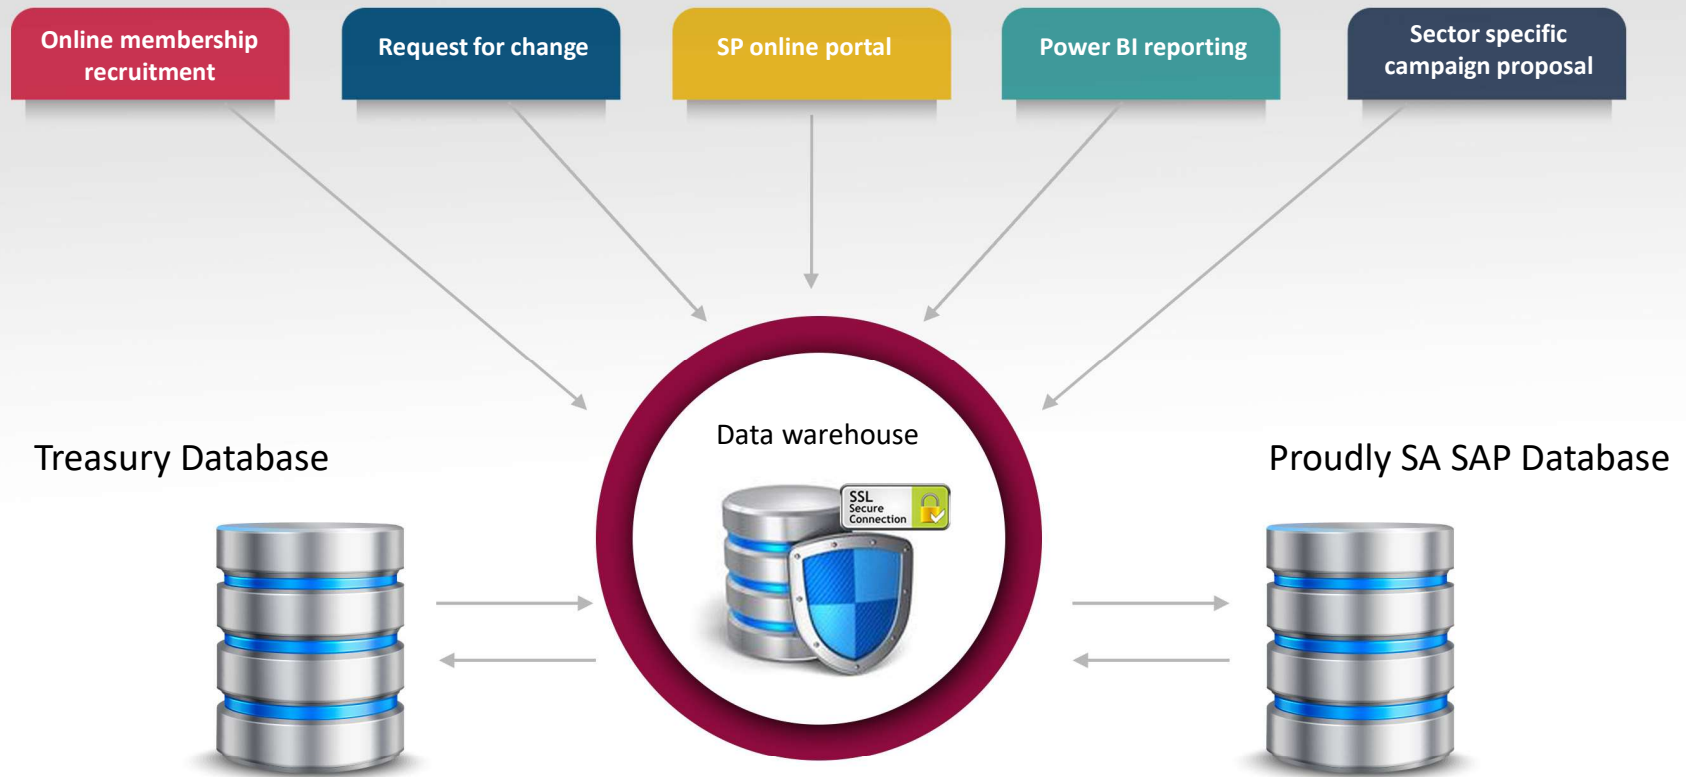 Online membership
recruitment
Request for change
SP online portal
Power BI reporting
Sector specific
campaign proposal
Treasury Database
Data warehouse
SSL
Secure
Connection
Proudly SA SAP Database